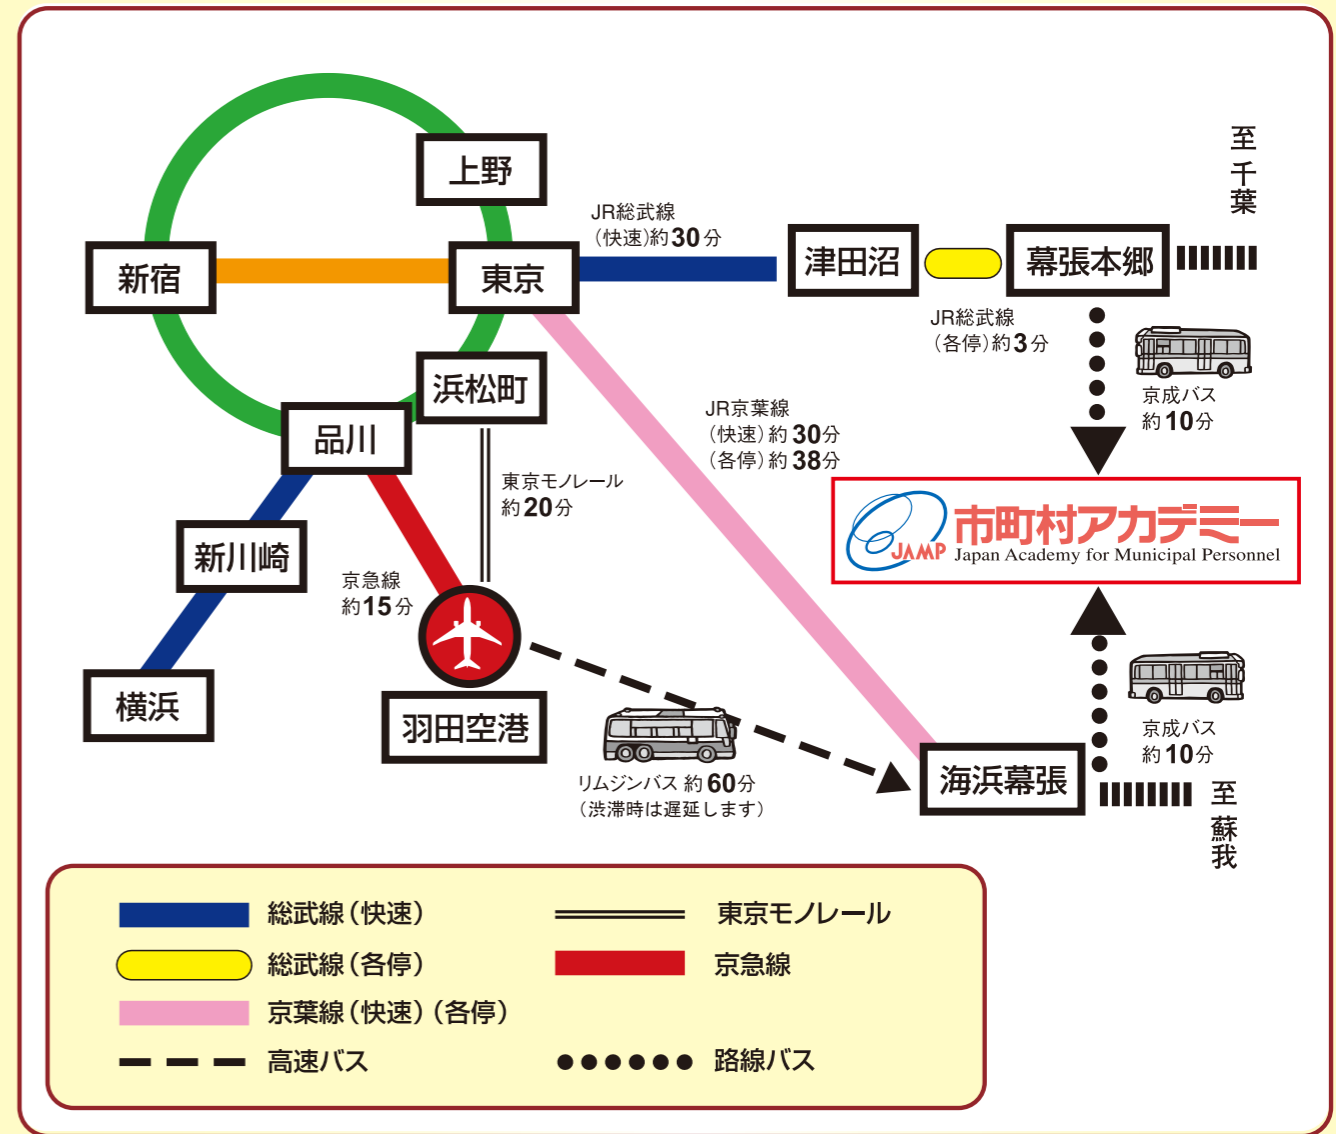 上野
至千葉
JR総武線
(快速)約30分
新宿
東京
津田沼
幕張本郷
JR総武線
(各停)約3分
京成バス
約10分
浜松町
JR京葉線
(快速)約30分
(各停)約38分
品川
東京モノレール
約20分
JAMP
市町村アカデミー
Japan Academy for Municipal Personnel
新川崎
京急線
約15分
横浜
羽田空港
京成バス
約10分
リムジンバス 約60分
(渋滞時は遅延します)
海浜幕張
至蘇我
総武線(快速)
東京モノレール
総武線(各停)
京急線
京葉線(快速)(各停)
高速バス
路線バス